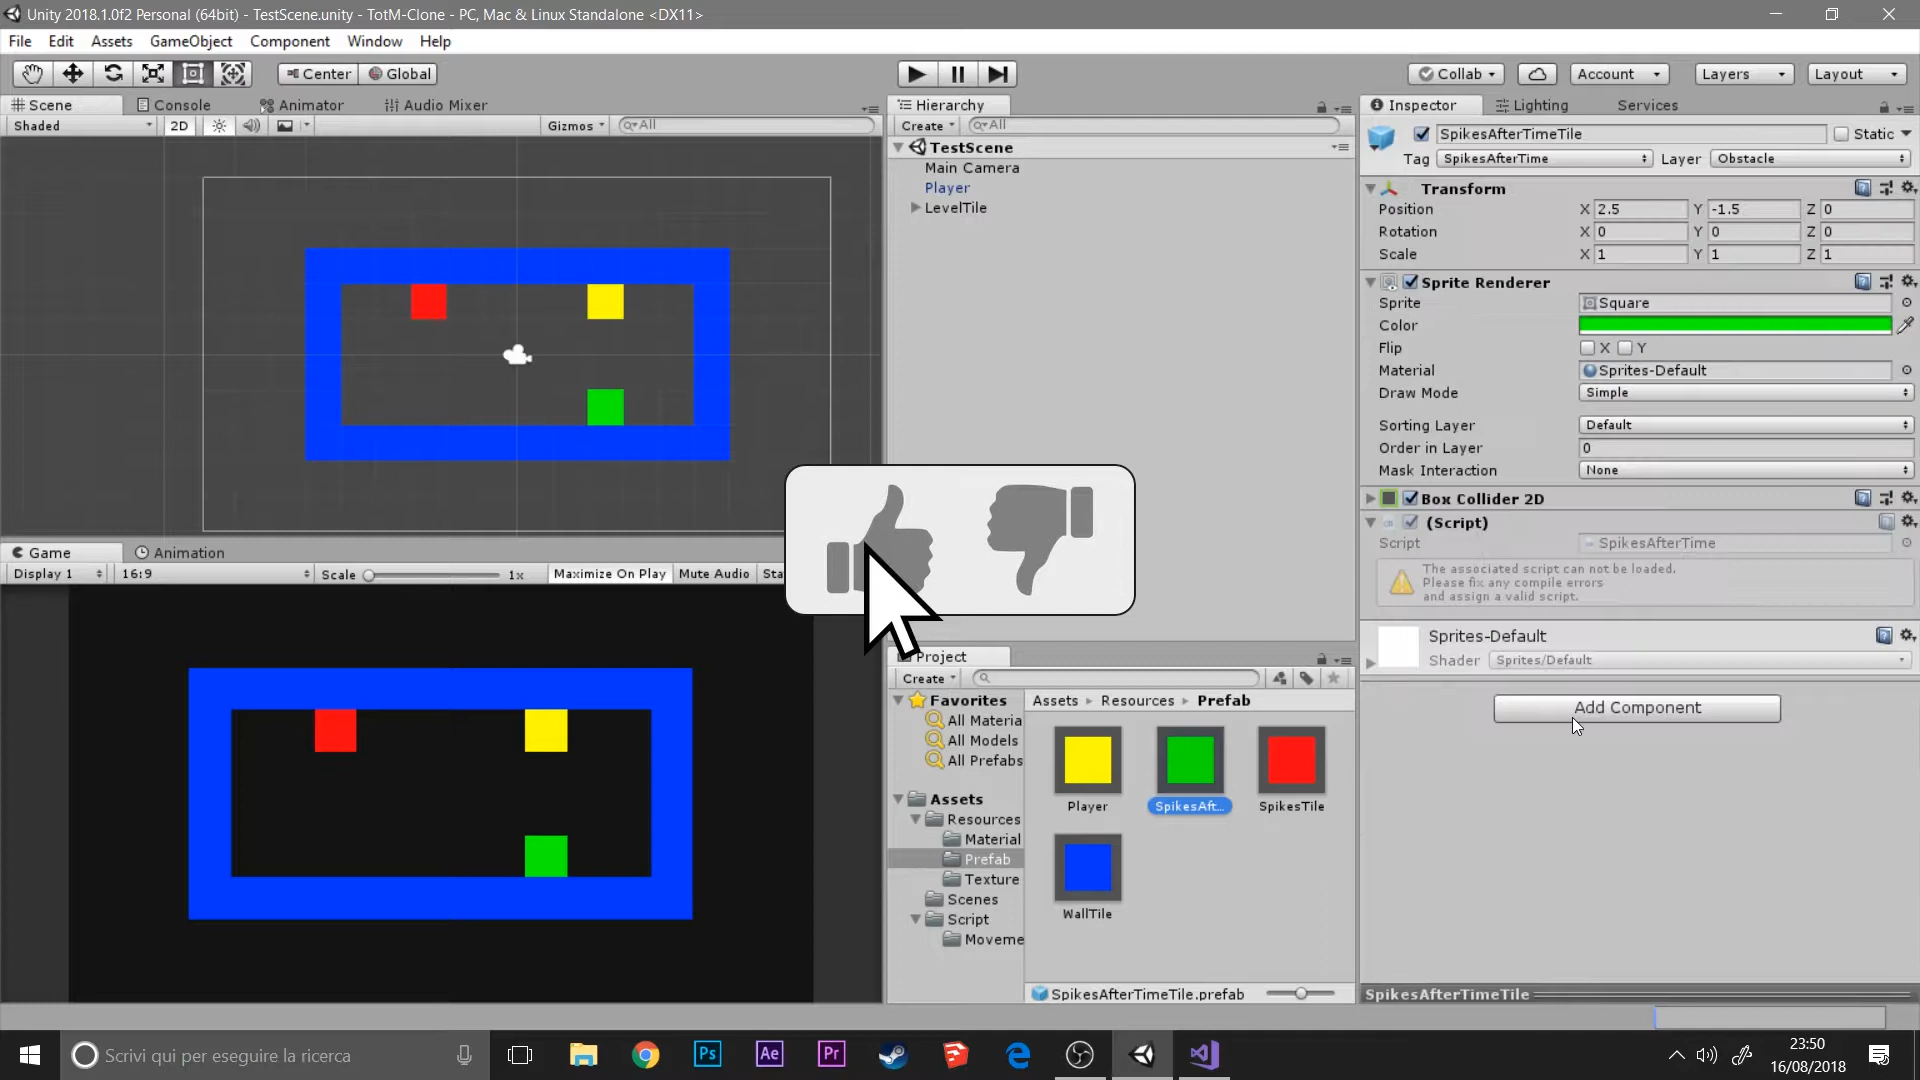 Unity 2018.1.0f2 Personal (64bit) - TestScene.unity - TotM-Clone - PC, Mac & Linux Standalone <DX11>
File Edit Assets GameObject Component Window Help
Center Global Collab Account Layers Layout
Scene Console Animator Audio Mixer
Shaded 2D Gizmos All
Hierarchy
Create All
TestScene
Main Camera
Player
LevelTile
Inspector Lighting Services
SpikesAfterTimeTile Static
Tag SpikesAfterTime Layer Obstacle
Transform
Position X 2.5 Y -1.5 Z 0
Rotation X 0 Y 0 Z 0
Scale X 1 Y 1 Z 1
Sprite Renderer
Sprite Square
Color
Flip X Y
Material Sprites-Default
Draw Mode Simple
Sorting Layer Default
Order in Layer 0
Mask Interaction None
Box Collider 2D
(Script)
Script SpikesAfterTime
The associated script can not be loaded.
Please fix any compile errors
and assign a valid script.
Sprites-Default
Shader Sprites/Default
Add Component
SpikesAfterTimeTile
Game Animation
Display 1 16:9 Scale 1x Maximize On Play Mute Audio Sta
Project
Create
Favorites
All Materia
All Models
All Prefabs
Assets
Resources
Material
Prefab
Texture
Scenes
Script
Moveme
Assets Resources Prefab
Player SpikesAft... SpikesTile
WallTile
SpikesAfterTimeTile.prefab
Scrivi qui per eseguire la ricerca
Ps Ae Pr
23:50
16/08/2018